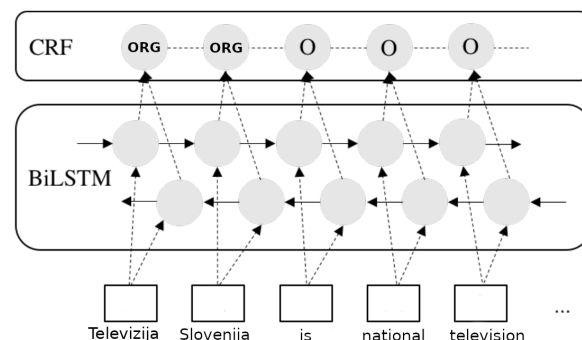 CRF ORG ORG O O O
BiLSTM
Televizija Slovenija is national television ...